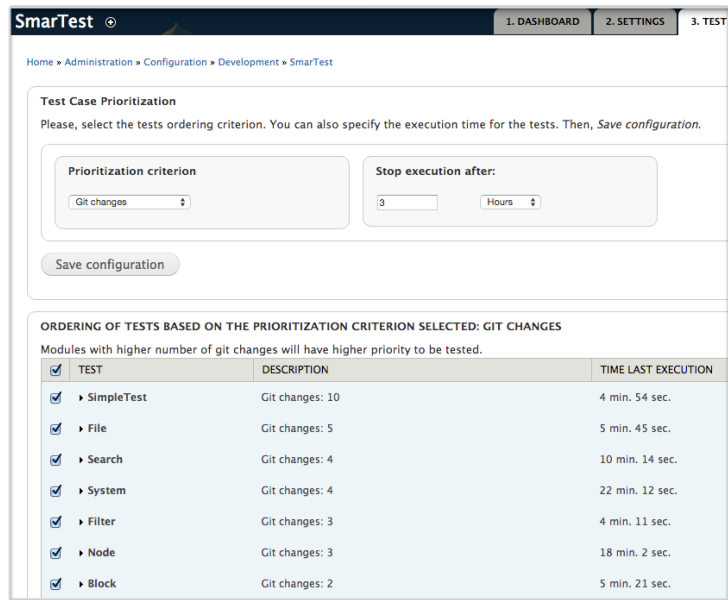 SmarTest
1. DASHBOARD 2. SETTINGS 3. TEST
Home » Administration » Configuration » Development » SmarTest
Test Case Prioritization
Please, select the tests ordering criterion. You can also specify the execution time for the tests. Then, Save configuration.
Prioritization criterion Stop execution after:
Git changes 3 Hours
Save configuration
ORDERING OF TESTS BASED ON THE PRIORITIZATION CRITERION SELECTED: GIT CHANGES
Modules with higher number of git changes will have higher priority to be tested.
TEST DESCRIPTION TIME LAST EXECUTION
SimpleTest Git changes: 10 4 min. 54 sec.
File Git changes: 5 5 min. 45 sec.
Search Git changes: 4 10 min. 14 sec.
System Git changes: 4 22 min. 12 sec.
Filter Git changes: 3 4 min. 11 sec.
Node Git changes: 3 18 min. 2 sec.
Block Git changes: 2 5 min. 21 sec.